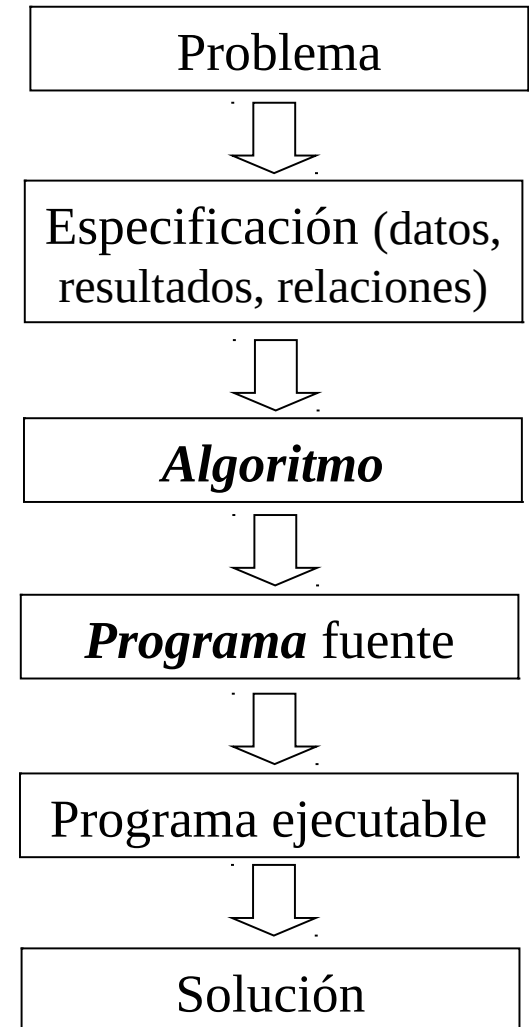 Problema
Especificación (datos,
resultados, relaciones)
Algoritmo
Programa fuente
Programa ejecutable
Solución